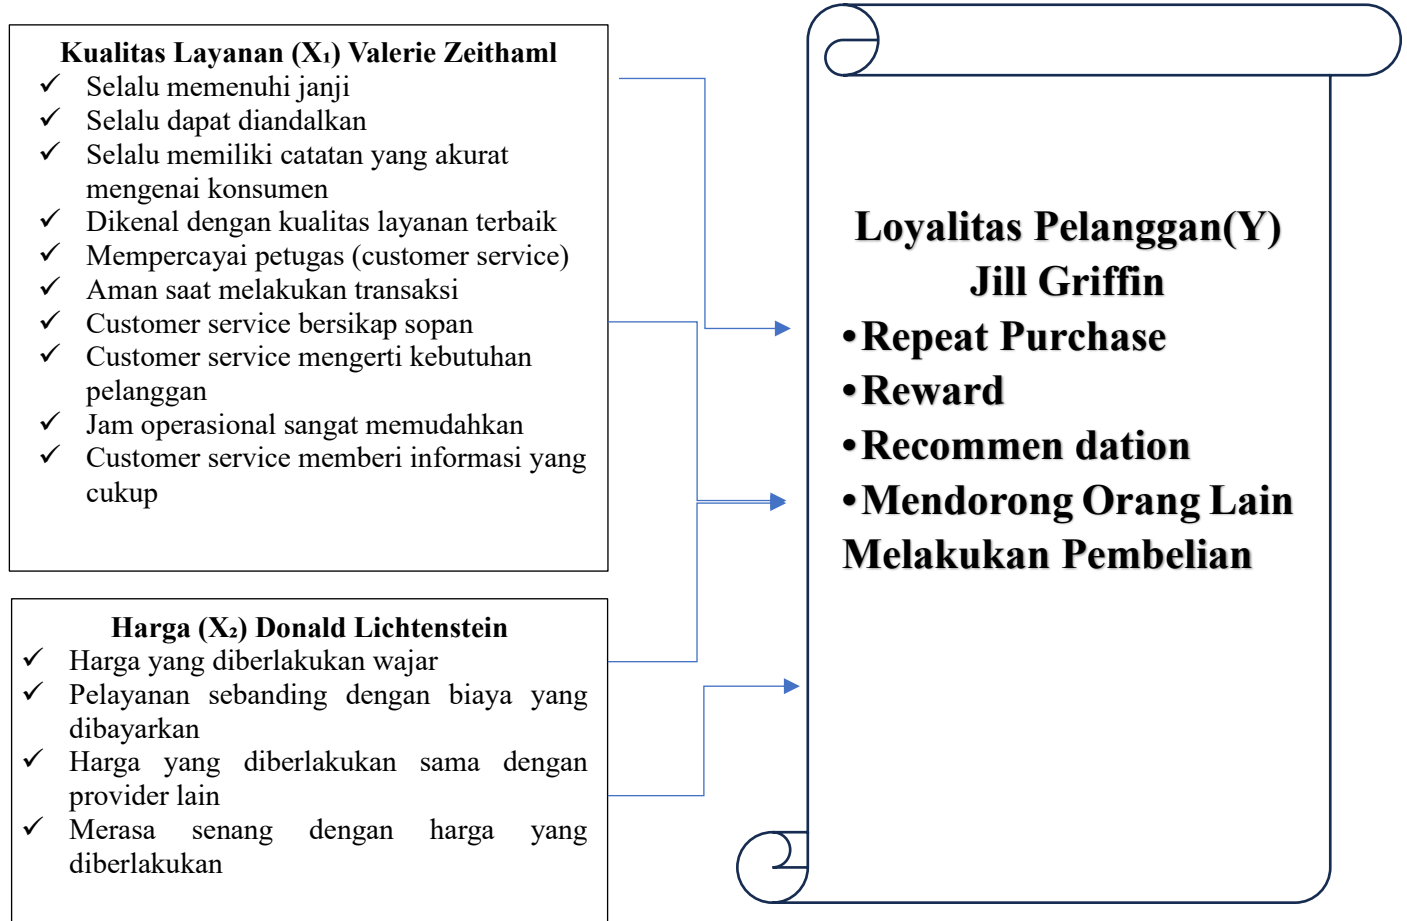 Kualitas Layanan (X₁) Valerie Zeithaml
✓ Selalu memenuhi janji
✓ Selalu dapat diandalkan
✓ Selalu memiliki catatan yang akurat
mengenai konsumen
✓ Dikenal dengan kualitas layanan terbaik
✓ Mempercayai petugas (customer service)
✓ Aman saat melakukan transaksi
✓ Customer service bersikap sopan
✓ Customer service mengerti kebutuhan
pelanggan
✓ Jam operasional sangat memudahkan
✓ Customer service memberi informasi yang
cukup
Harga (X₂) Donald Lichtenstein
✓ Harga yang diberlakukan wajar
✓ Pelayanan sebanding dengan biaya yang
dibayarkan
✓ Harga yang diberlakukan sama dengan
provider lain
✓ Merasa senang dengan harga yang
diberlakukan
Loyalitas Pelanggan(Y)
Jill Griffin
•Repeat Purchase
•Reward
•Recommen dation
•Mendorong Orang Lain
Melakukan Pembelian